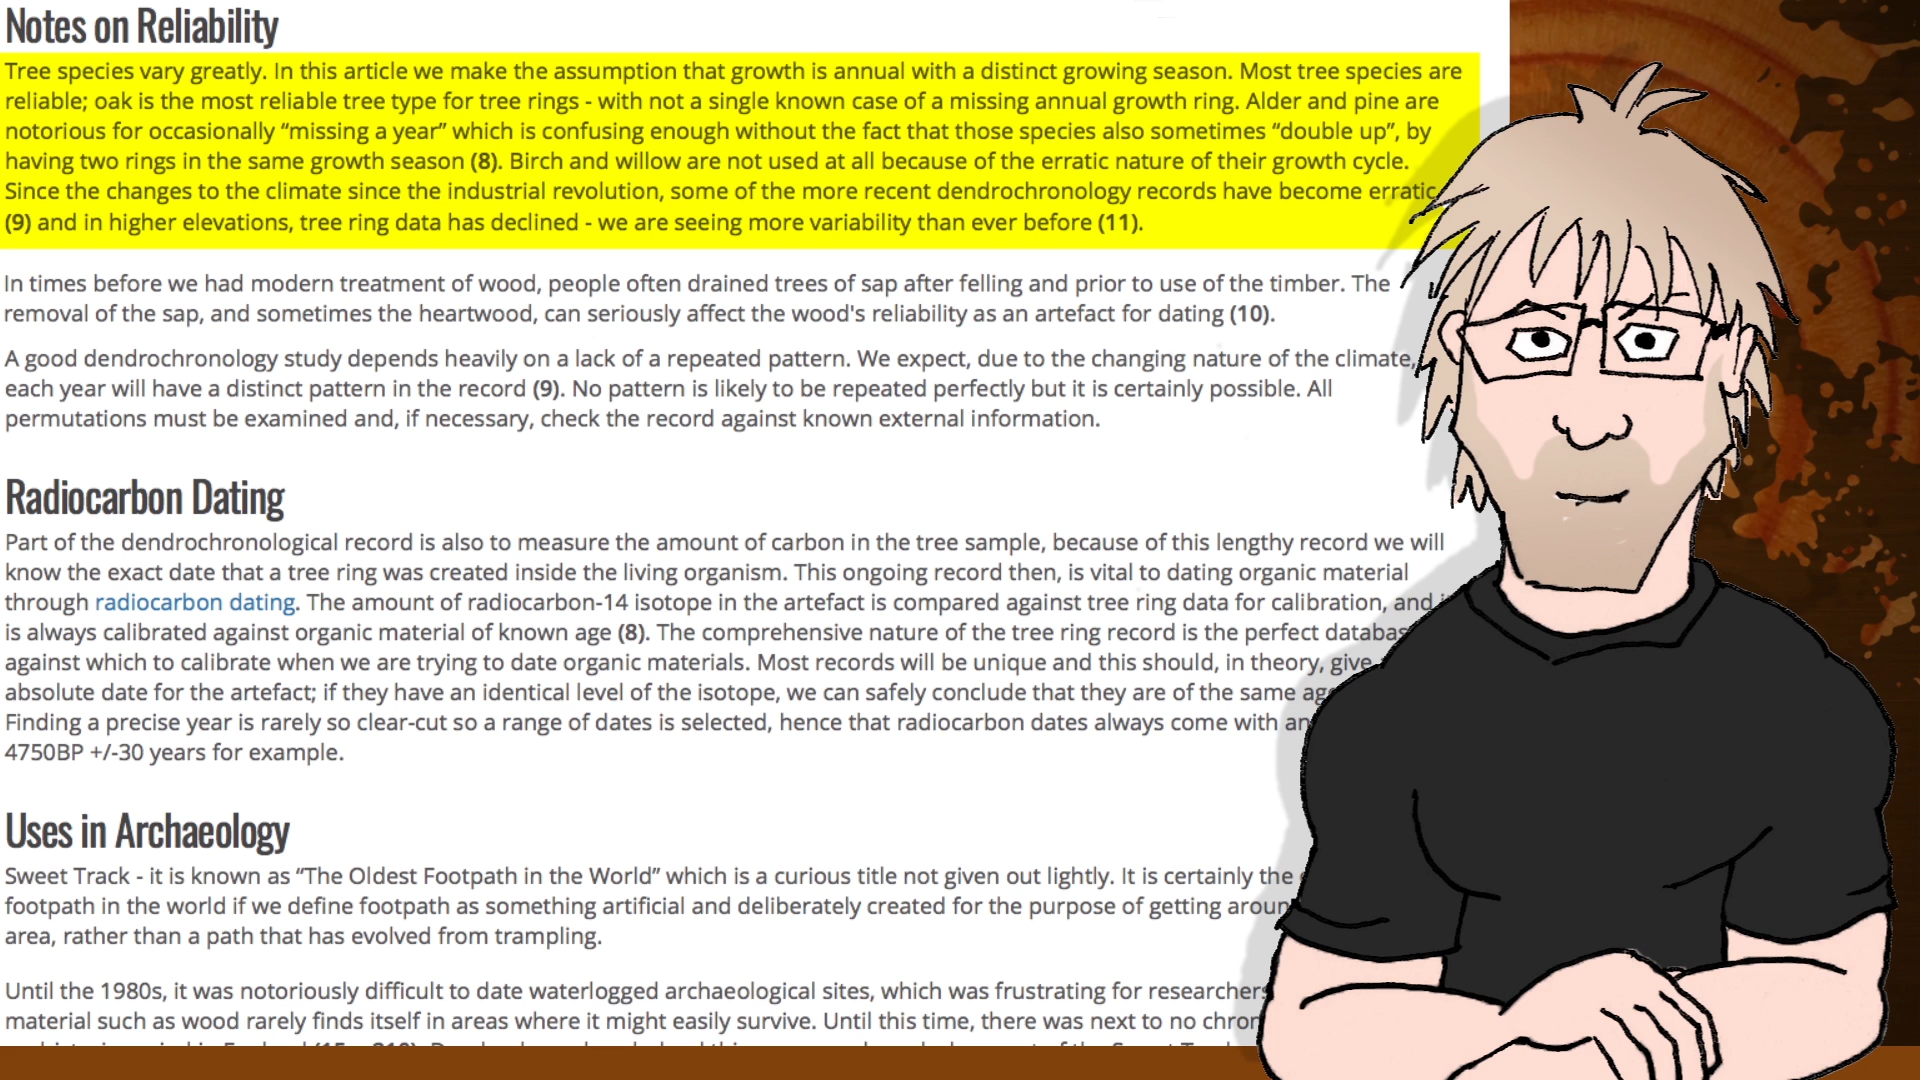 Notes on Reliability
Tree species vary greatly. In this article we make the assumption that growth is annual with a distinct growing season. Most tree species are
reliable; oak is the most reliable tree type for tree rings - with not a single known case of a missing annual growth ring. Alder and pine are
notorious for occasionally “missing a year” which is confusing enough without the fact that those species also sometimes “double up”, by
having two rings in the same growth season (8). Birch and willow are not used at all because of the erratic nature of their growth cycle.
Since the changes to the climate since the industrial revolution, some of the more recent dendrochronology records have become erratic
(9) and in higher elevations, tree ring data has declined - we are seeing more variability than ever before (11).
In times before we had modern treatment of wood, people often drained trees of sap after felling and prior to use of the timber. The
removal of the sap, and sometimes the heartwood, can seriously affect the wood's reliability as an artefact for dating (10).
A good dendrochronology study depends heavily on a lack of a repeated pattern. We expect, due to the changing nature of the climate,
each year will have a distinct pattern in the record (9). No pattern is likely to be repeated perfectly but it is certainly possible. All
permutations must be examined and, if necessary, check the record against known external information.
Radiocarbon Dating
Part of the dendrochronological record is also to measure the amount of carbon in the tree sample, because of this lengthy record we will
know the exact date that a tree ring was created inside the living organism. This ongoing record then, is vital to dating organic material
through radiocarbon dating. The amount of radiocarbon-14 isotope in the artefact is compared against tree ring data for calibration, and
is always calibrated against organic material of known age (8). The comprehensive nature of the tree ring record is the perfect databas
against which to calibrate when we are trying to date organic materials. Most records will be unique and this should, in theory, give
absolute date for the artefact; if they have an identical level of the isotope, we can safely conclude that they are of the same ag
Finding a precise year is rarely so clear-cut so a range of dates is selected, hence that radiocarbon dates always come with an
4750BP +/-30 years for example.
Uses in Archaeology
Sweet Track - it is known as “The Oldest Footpath in the World” which is a curious title not given out lightly. It is certainly the
footpath in the world if we define footpath as something artificial and deliberately created for the purpose of getting aroun
area, rather than a path that has evolved from trampling.
Until the 1980s, it was notoriously difficult to date waterlogged archaeological sites, which was frustrating for researchers
material such as wood rarely finds itself in areas where it might easily survive. Until this time, there was next to no chron